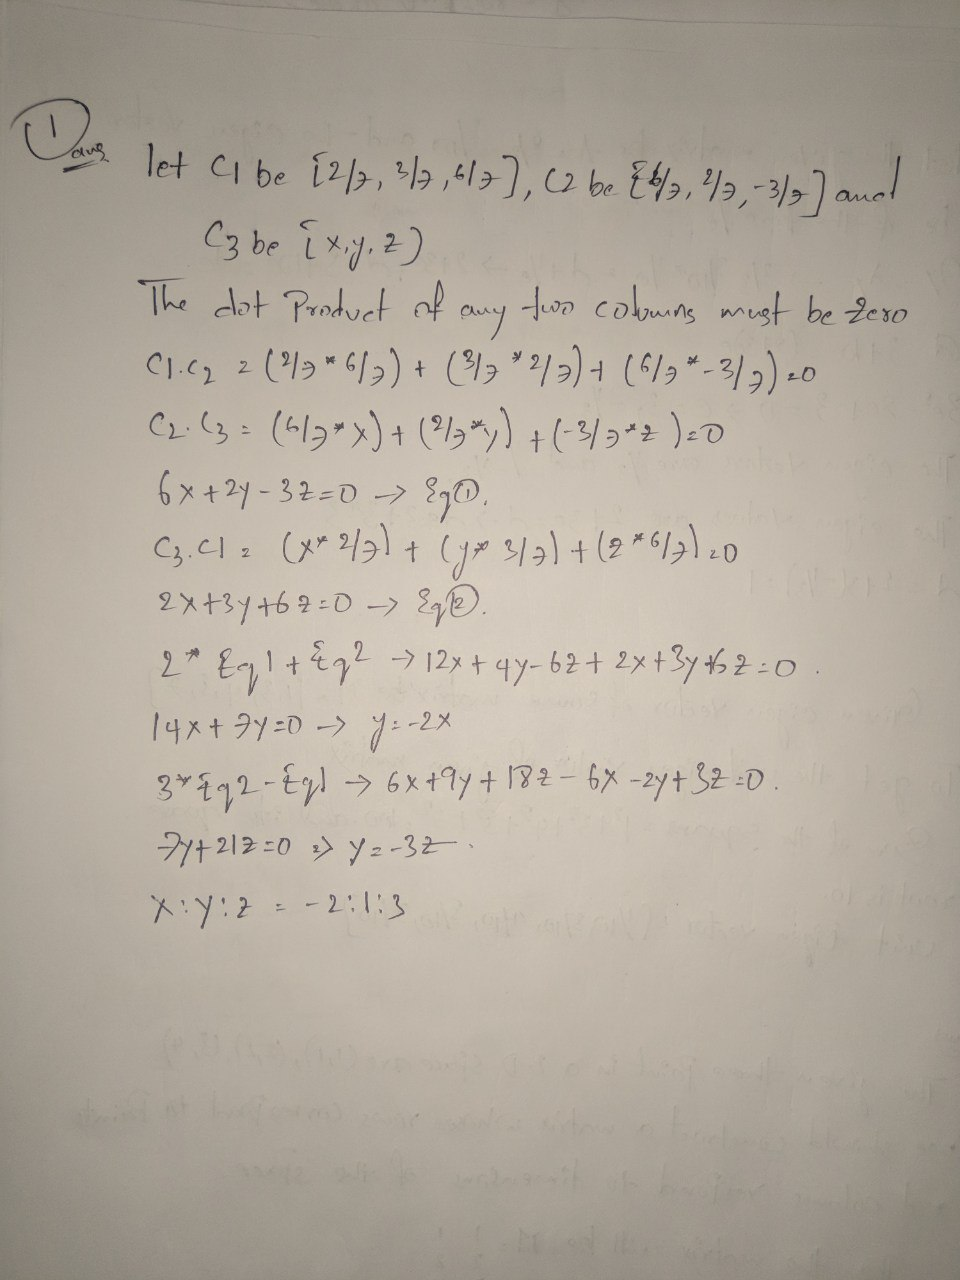 1 ans
let C1 be [2/7, 3/7, 6/7], C2 be [6/7, 2/7, -3/7] and
C3 be [x,y,z]
The dot Product of any two columns must be zero
C1.C2 = (2/7 * 6/7) + (3/7 * 2/7) + (6/7 * -3/7) = 0
C2.C3 = (6/7 * x) + (2/7 * y) + (-3/7 * z) = 0
6x + 2y - 3z = 0 → Eq①.
C3.C1 = (x * 2/7) + (y * 3/7) + (z * 6/7) = 0
2x + 3y + 6z = 0 → Eq②.
2 * Eq1 + Eq2 → 12x + 4y - 6z + 2x + 3y + 6z = 0.
14x + 7y = 0 → y = -2x
3 * Eq2 - Eq1 → 6x + 9y + 18z - 6x - 2y + 3z = 0.
7y + 21z = 0 => y = -3z.
x : y : z = -2 : 1 : 3